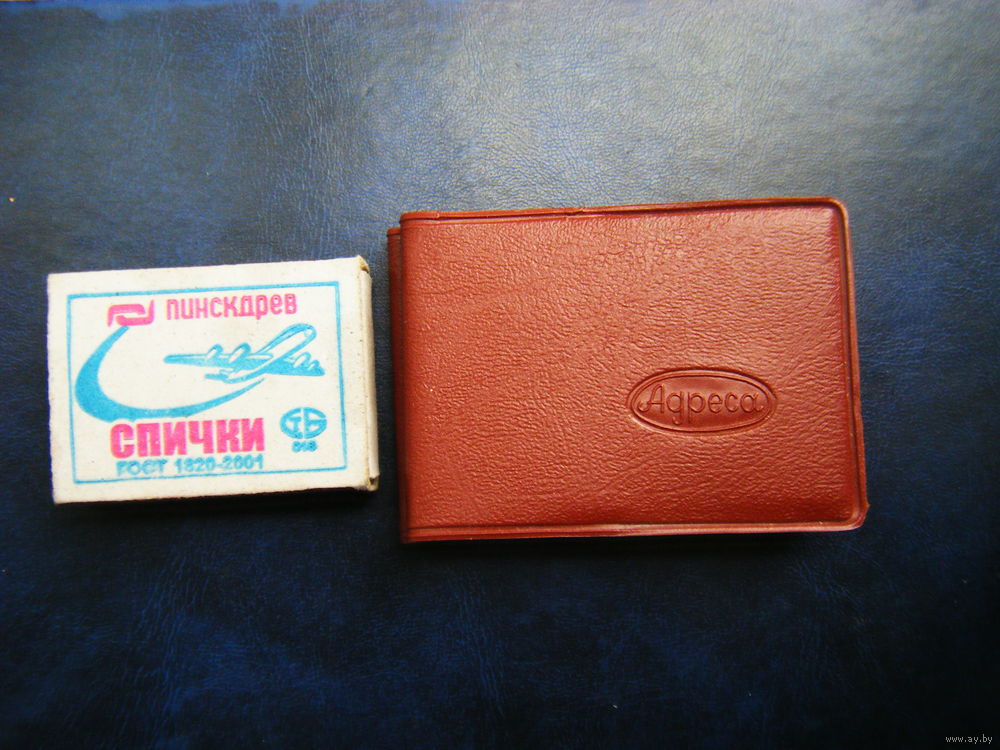 ПИНСКДРЕВ
СПИЧКИ
ГОСТ 1820-2001
Адреса
www.ay.by